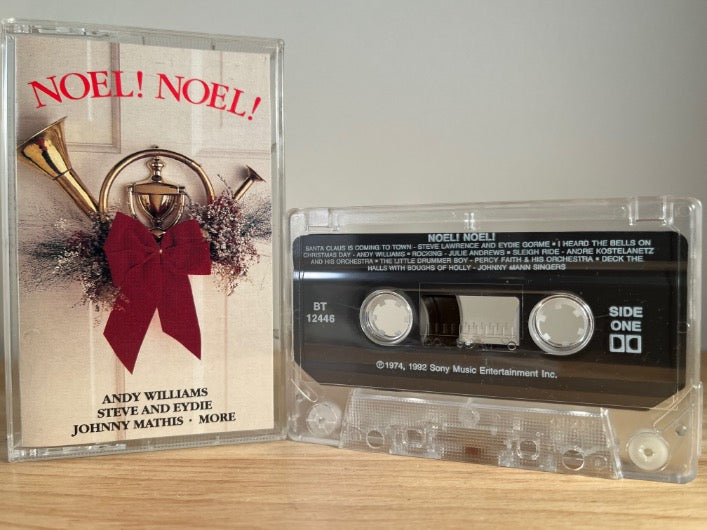 NOEL! NOEL!
ANDY WILLIAMS
STEVE AND EYDIE
JOHNNY MATHIS · MORE
NOEL! NOEL!
SANTA CLAUS IS COMING TO TOWN - STEVE LAWRENCE AND EYDIE GORME • I HEARD THE BELLS ON
CHRISTMAS DAY - ANDY WILLIAMS • ROCKING - JULIE ANDREWS • SLEIGH RIDE - ANDRE KOSTELANETZ
AND HIS ORCHESTRA • THE LITTLE DRUMMER BOY - PERCY FAITH & HIS ORCHESTRA • DECK THE
HALLS WITH BOUGHS OF HOLLY - JOHNNY MANN SINGERS
BT
12446
SIDE
ONE
℗1974, 1992 Sony Music Entertainment Inc.